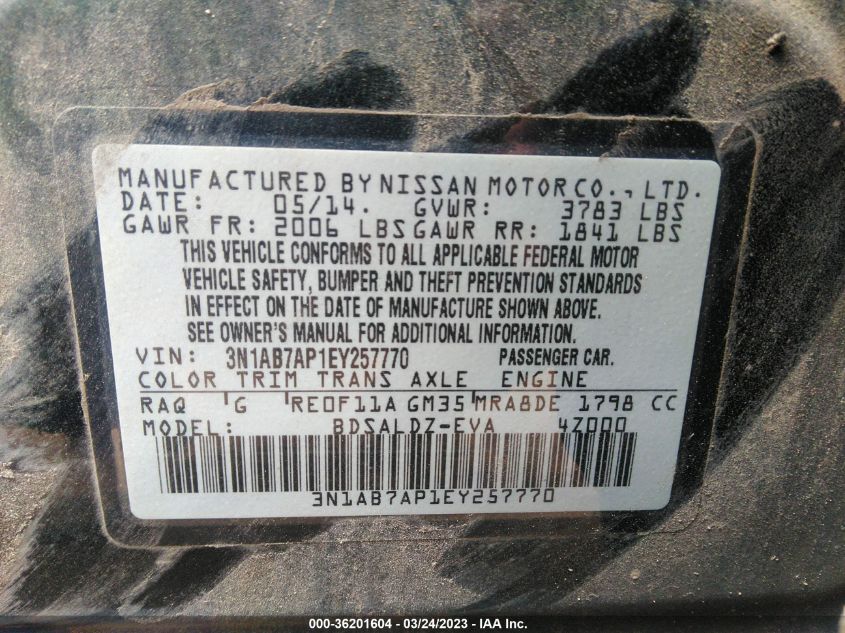 MANUFACTURED BY NISSAN MOTOR CO., LTD.
DATE: 05/14. GVWR: 3783 LBS
GAWR FR: 2006 LBS GAWR RR: 1841 LBS
THIS VEHICLE CONFORMS TO ALL APPLICABLE FEDERAL MOTOR
VEHICLE SAFETY, BUMPER AND THEFT PREVENTION STANDARDS
IN EFFECT ON THE DATE OF MANUFACTURE SHOWN ABOVE.
SEE OWNER'S MANUAL FOR ADDITIONAL INFORMATION.
VIN: 3N1AB7AP1EY257770 PASSENGER CAR.
COLOR TRIM TRANS AXLE ENGINE
RAQ G RE0F11A GM35 MRA8DE 1798 CC
MODEL: BDSALDZ-EVA 4Z000
3N1AB7AP1EY257770
000-36201604 - 03/24/2023 - IAA Inc.